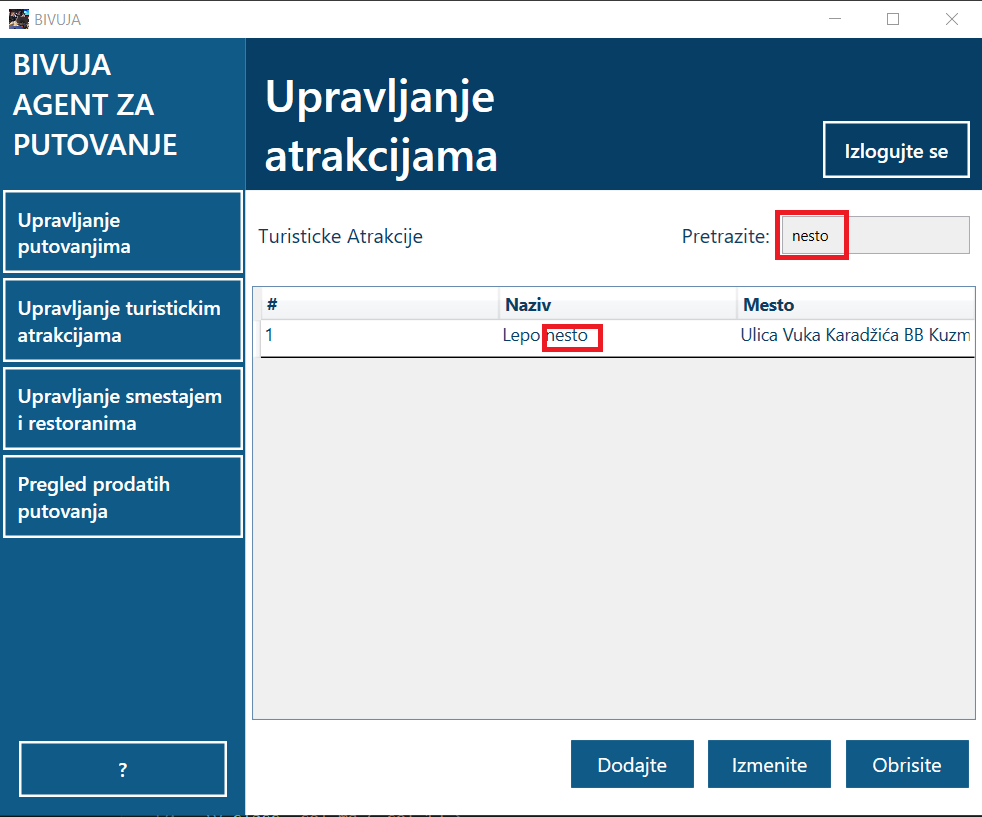 BIVUJA
BIVUJA
AGENT ZA
PUTOVANJE
Upravljanje
atrakcijama
Izlogujte se
Upravljanje
putovanjima
Upravljanje turistickim
atrakcijama
Upravljanje smestajem
i restoranima
Pregled prodatih
putovanja
?
Turisticke Atrakcije
Pretrazite: nesto
# Naziv Mesto
1 Lepo nesto Ulica Vuka Karadžića BB Kuzm
Dodajte Izmenite Obrisite